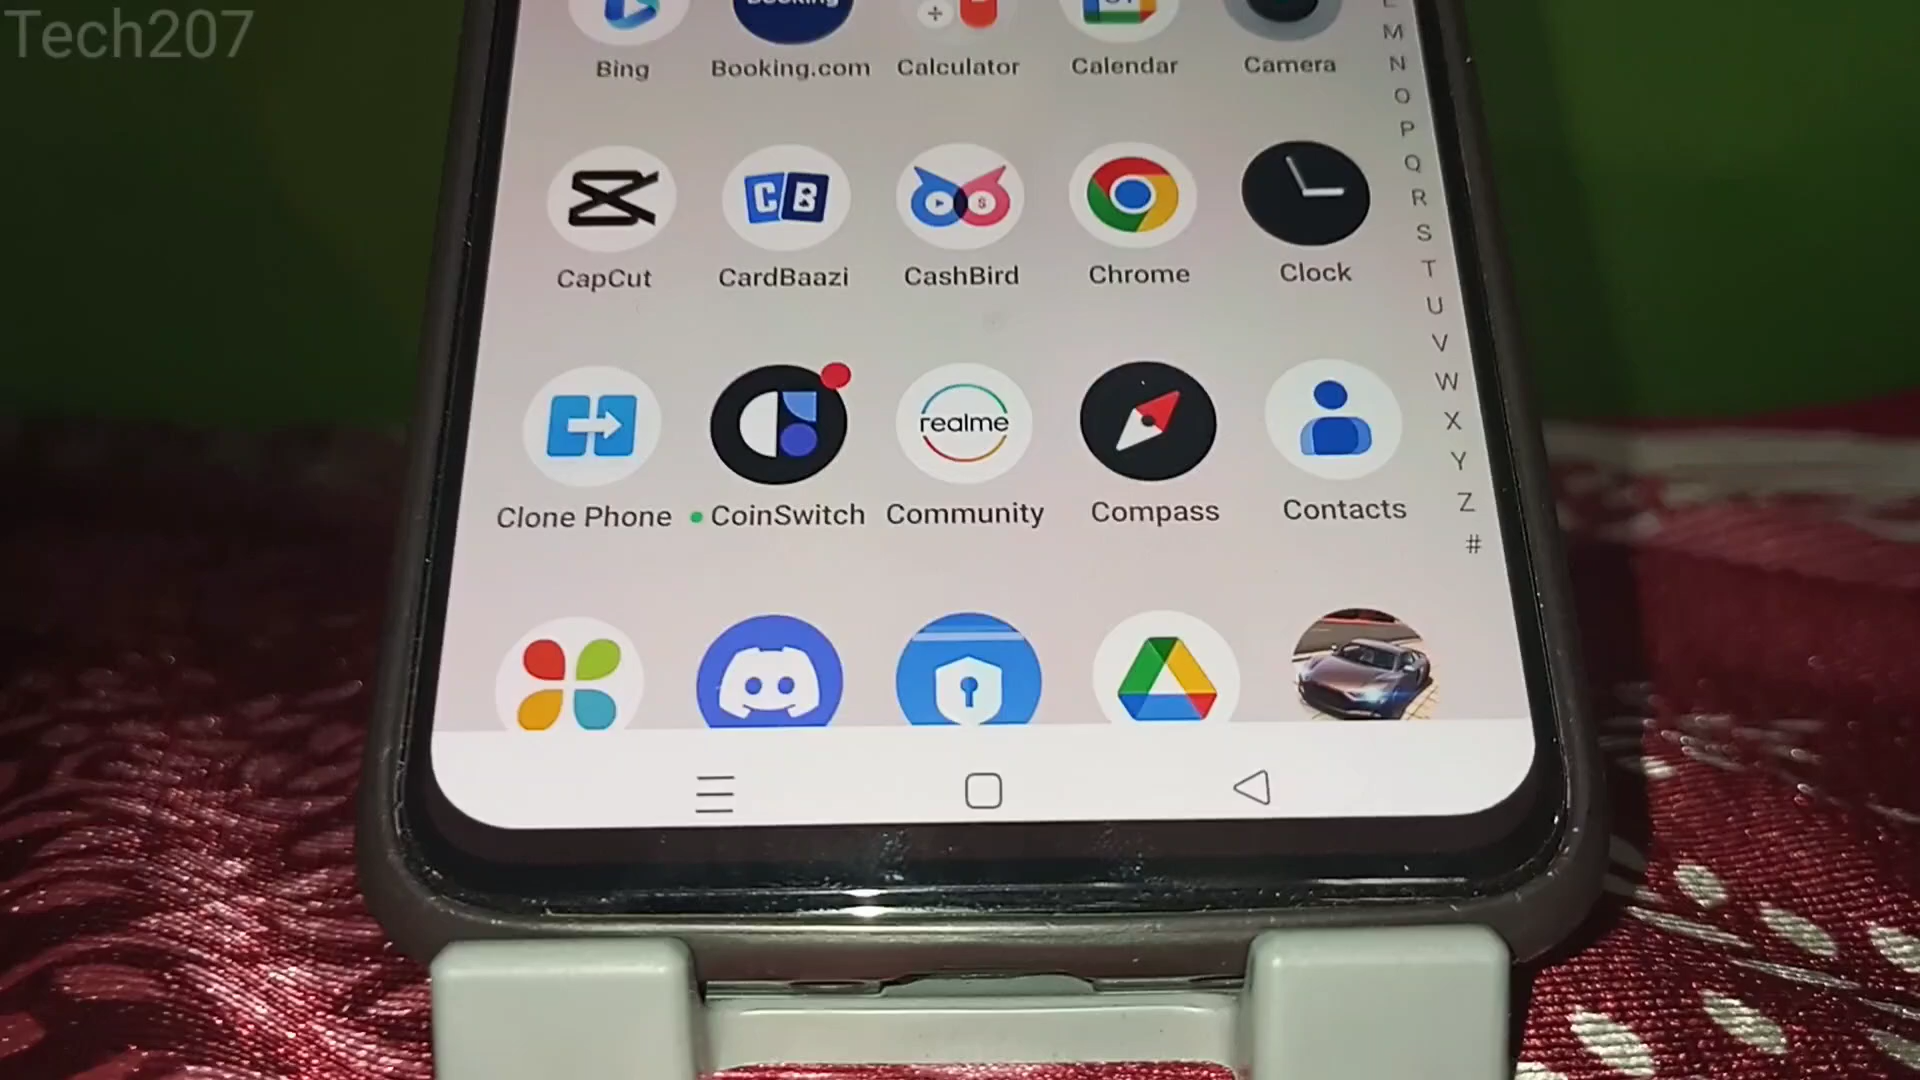 Tech207
Bing Booking.com Calculator Calendar Camera
CB
CapCut CardBaazi CashBird Chrome Clock
realme
Clone Phone CoinSwitch Community Compass Contacts
M
N
O
P
Q
R
S
T
U
V
W
X
Y
Z
#